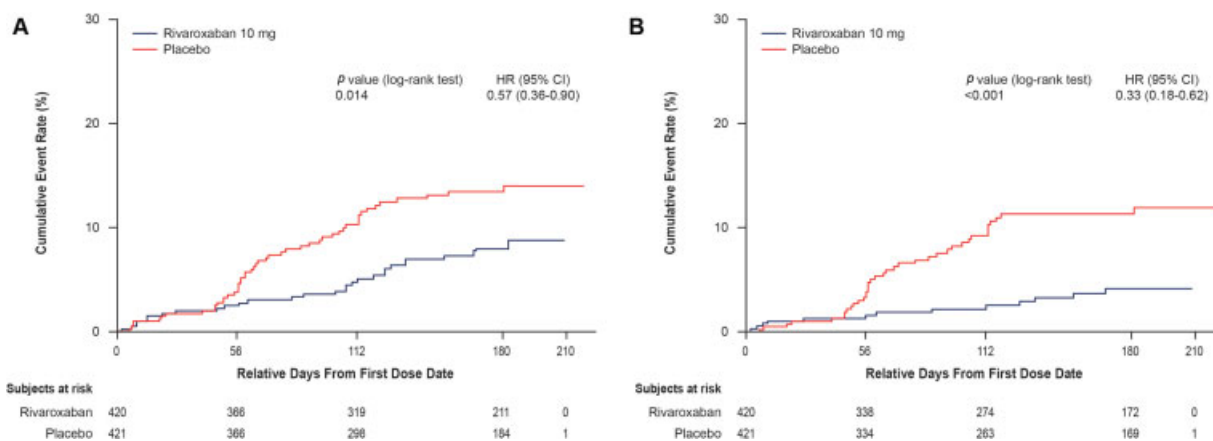 A
30
20
10
0
Cumulative Event Rate (%)
Rivaroxaban 10 mg
Placebo
p value (log-rank test) HR (95% CI)
0.014 0.57 (0.36-0.90)
0 56 112 180 210
Relative Days From First Dose Date
Subjects at risk
Rivaroxaban 420 366 319 211 0
Placebo 421 366 298 184 1
B
30
20
10
0
Cumulative Event Rate (%)
Rivaroxaban 10 mg
Placebo
p value (log-rank test) HR (95% CI)
<0.001 0.33 (0.18-0.62)
0 56 112 180 210
Relative Days From First Dose Date
Subjects at risk
Rivaroxaban 420 338 274 172 0
Placebo 421 334 263 169 1